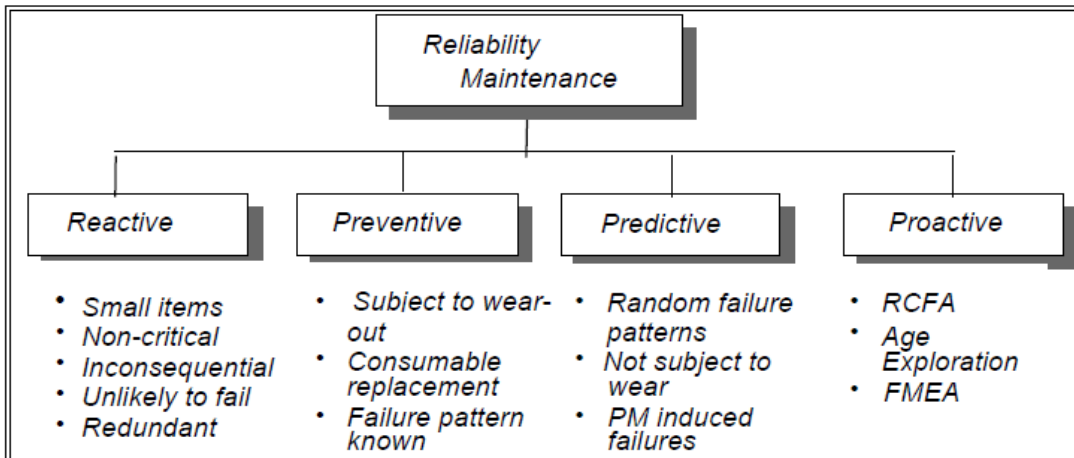 Reliability
Maintenance
Reactive
Preventive
Predictive
Proactive
• Small items
• Non-critical
• Inconsequential
• Unlikely to fail
• Redundant
• Subject to wear-
out
• Consumable
replacement
• Failure pattern
known
• Random failure
patterns
• Not subject to
wear
• PM induced
failures
• RCFA
• Age
Exploration
• FMEA